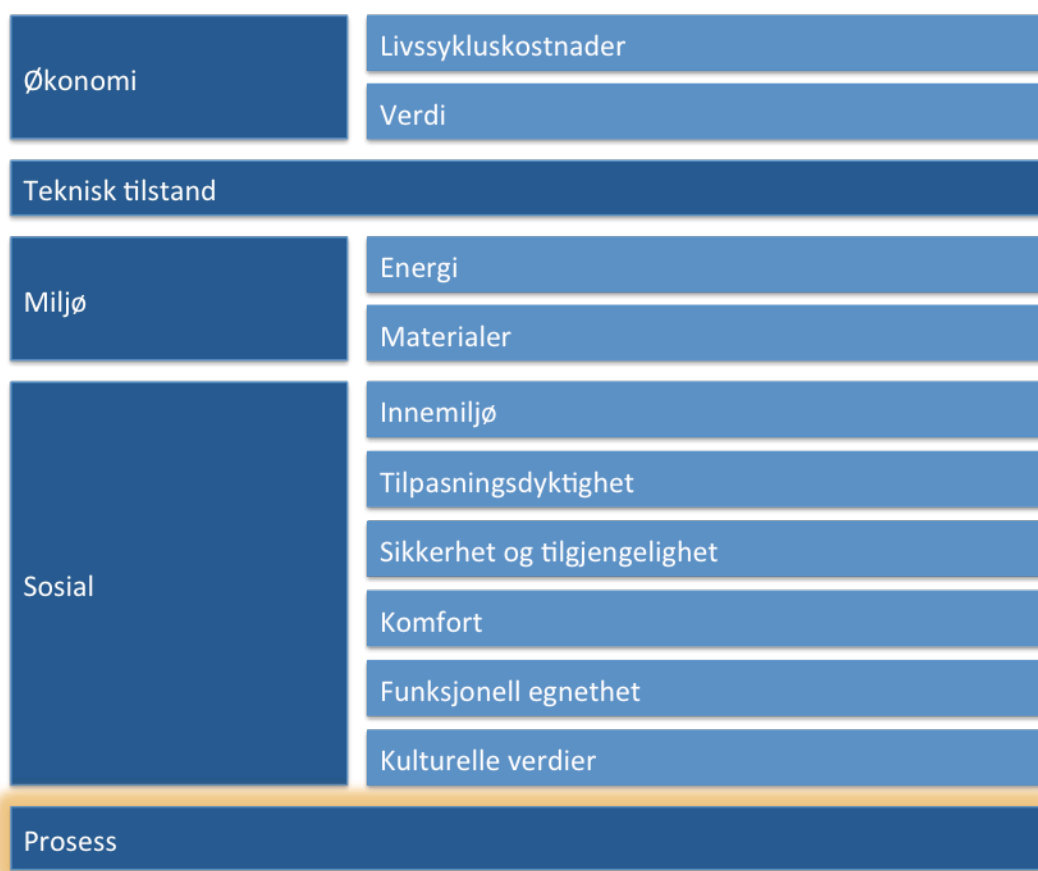 Økonomi
Livssykluskostnader
Verdi
Teknisk tilstand
Miljø
Energi
Materialer
Sosial
Innemiljø
Tilpasningsdyktighet
Sikkerhet og tilgjengelighet
Komfort
Funksjonell egnethet
Kulturelle verdier
Prosess